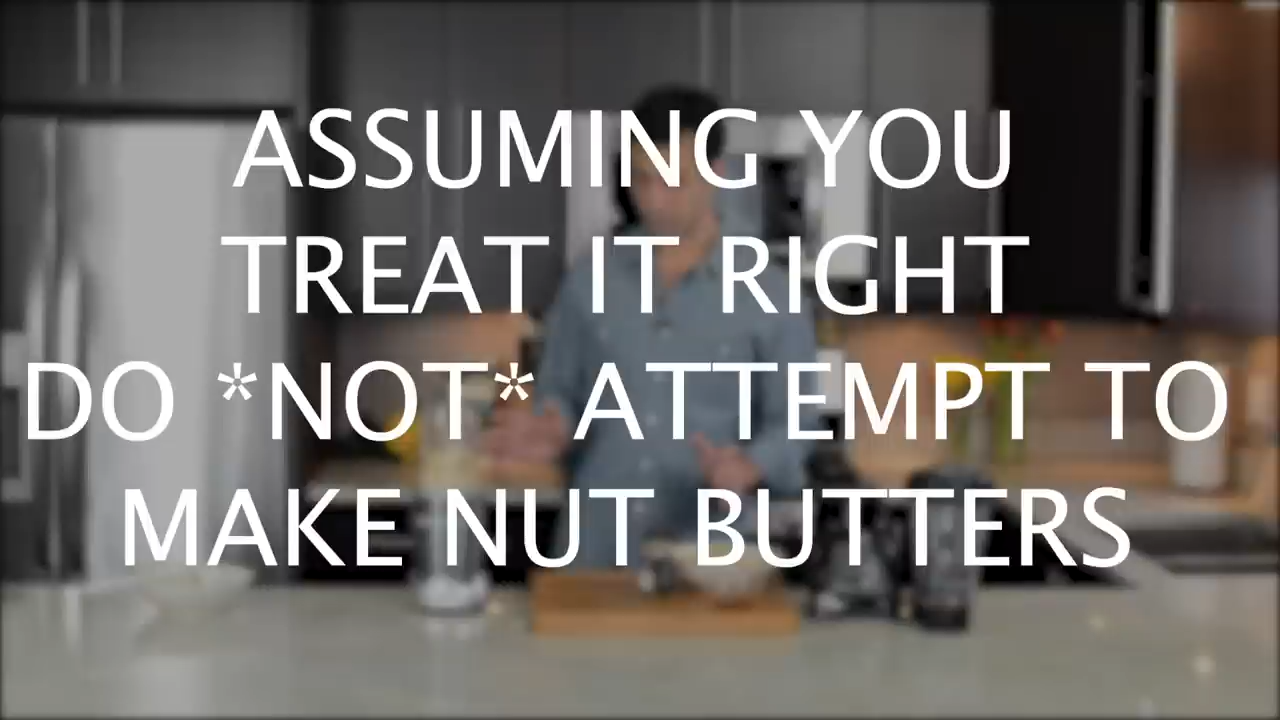 ASSUMING YOU
TREAT IT RIGHT
DO *NOT* ATTEMPT TO
MAKE NUT BUTTERS